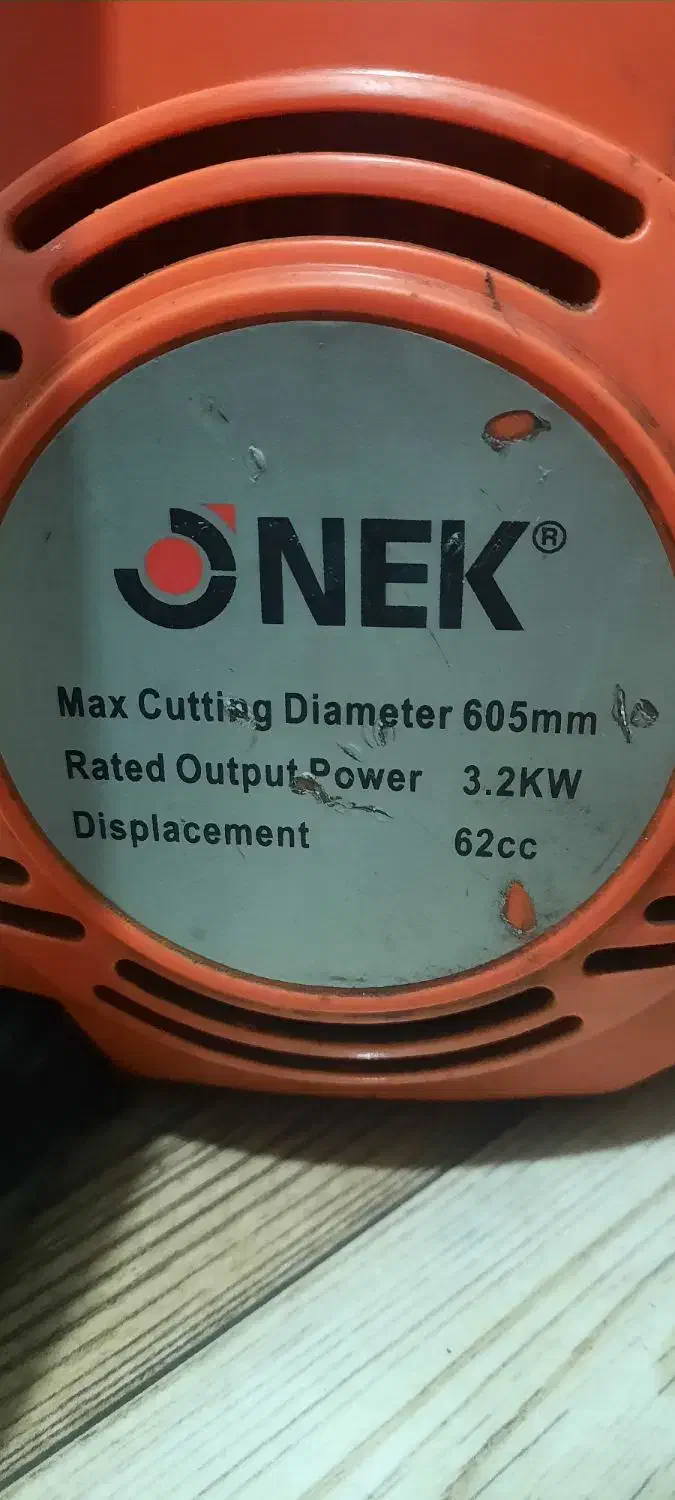 ONEK®
Max Cutting Diameter 605mm
Rated Output Power 3.2KW
Displacement 62cc